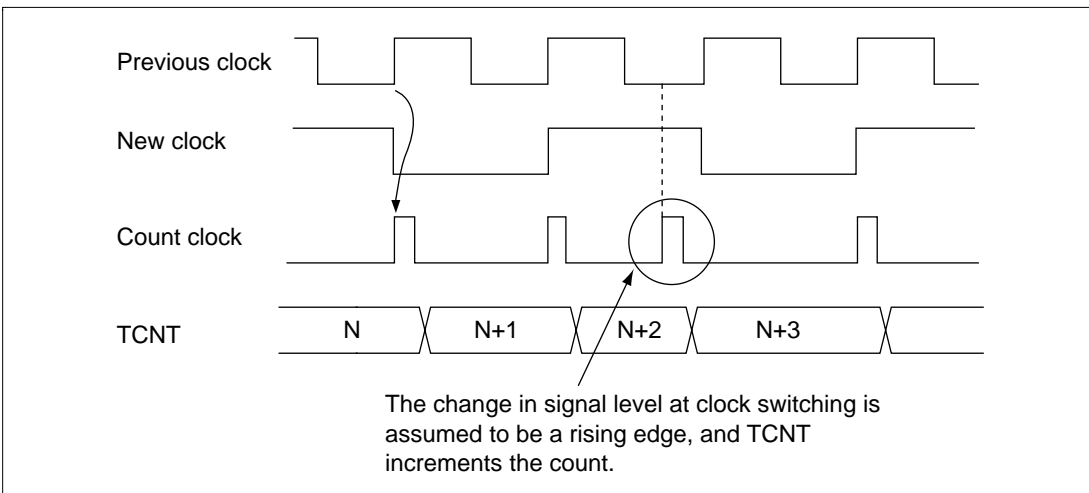 Previous clock
New clock
Count clock
TCNT
N
N+1
N+2
N+3
The change in signal level at clock switching is
assumed to be a rising edge, and TCNT
increments the count.